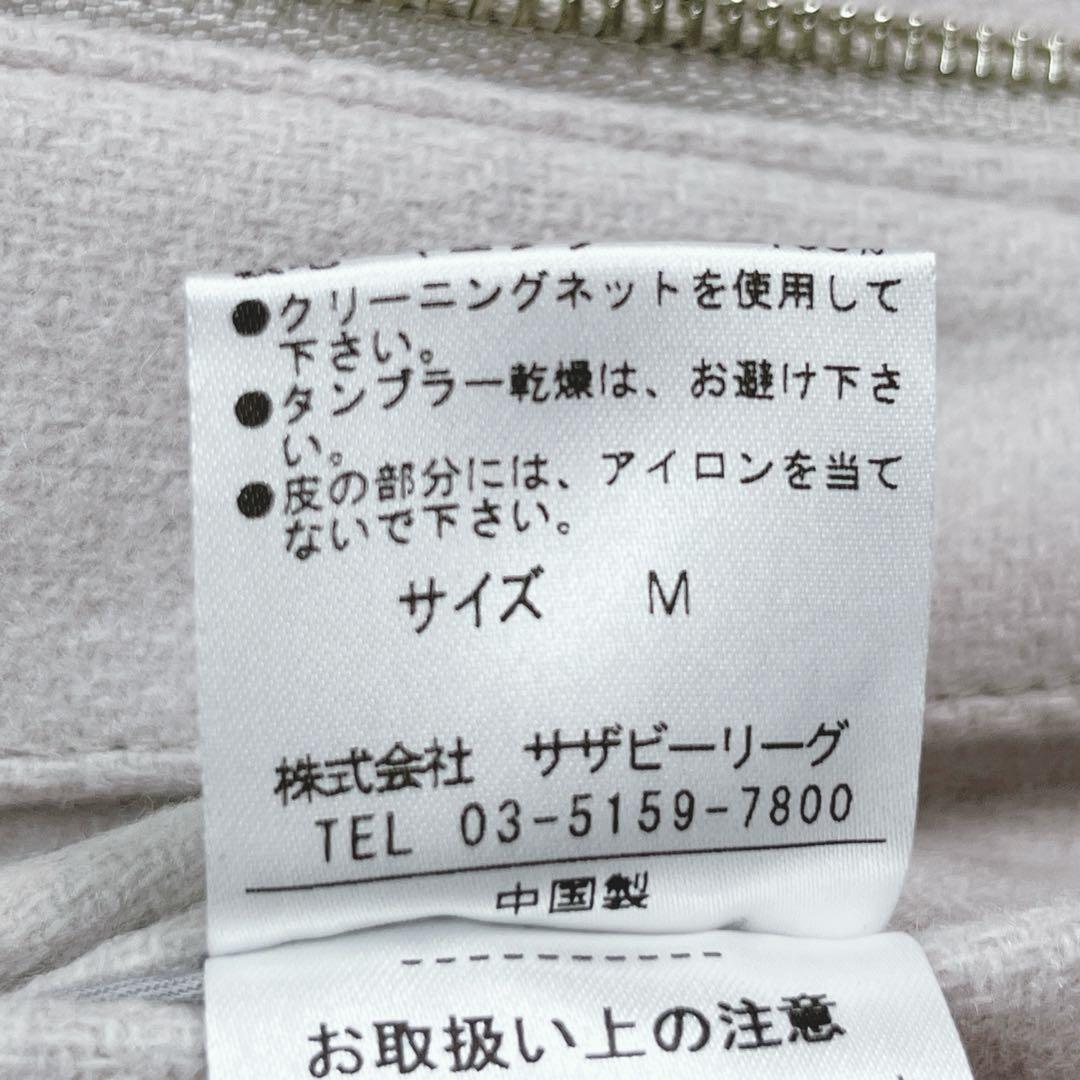 ●クリーニングネットを使用して
下さい。
●タンブラー乾燥は、お避け下さ
い。
●皮の部分には、アイロンを当て
ないで下さい。
サイズ M
株式会社 サザビーリーグ
TEL 03-5159-7800
中国製
お取扱い上の注意